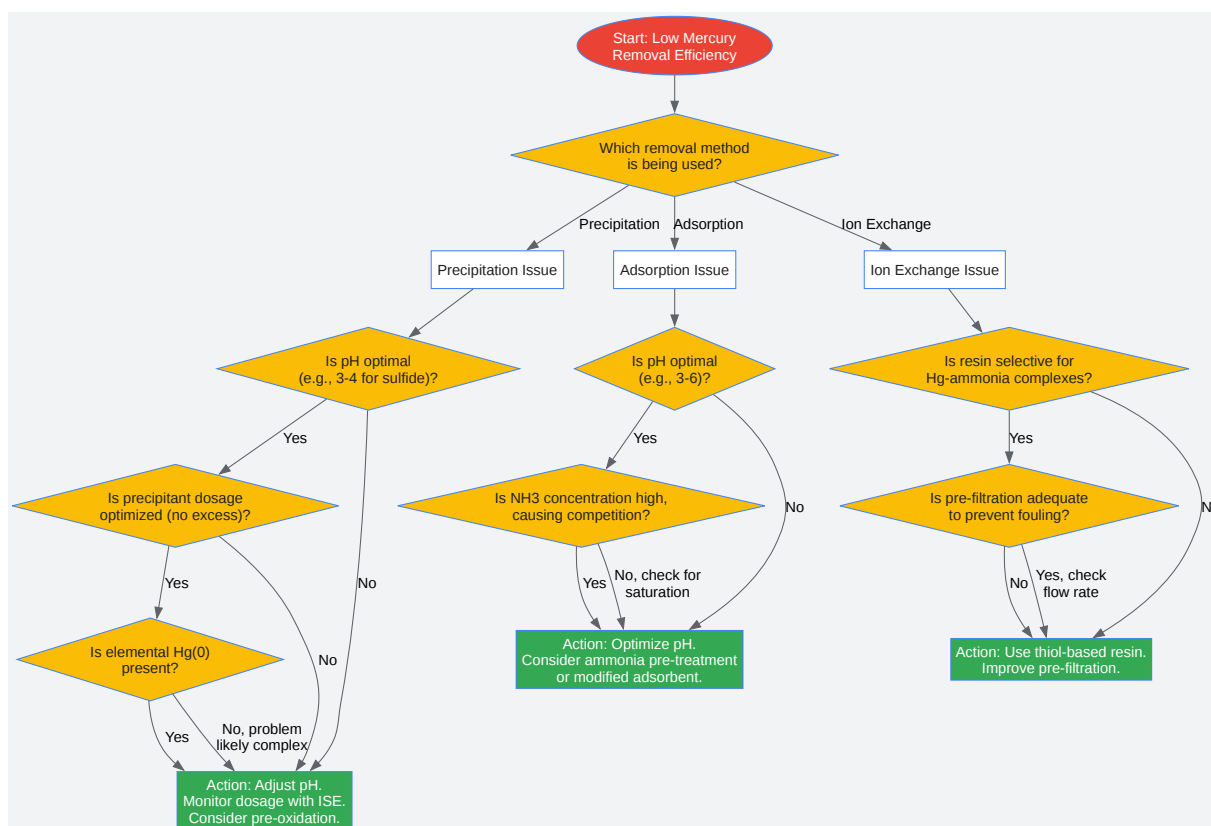 Start: Low Mercury
Removal Efficiency
Which removal method
is being used?
Precipitation
Adsorption
Ion Exchange
Precipitation Issue
Adsorption Issue
Ion Exchange Issue
Is pH optimal
(e.g., 3-4 for sulfide)?
Is pH optimal
(e.g., 3-6)?
Is resin selective for
Hg-ammonia complexes?
Yes
Yes
Yes
Is precipitant dosage
optimized (no excess)?
Is NH3 concentration high,
causing competition?
No
Is pre-filtration adequate
to prevent fouling?
Yes
No
Yes
No, check for
saturation
No
Yes, check
flow rate
Is elemental Hg(0)
present?
No
Action: Optimize pH.
Consider ammonia pre-treatment
or modified adsorbent.
Action: Use thiol-based resin.
Improve pre-filtration.
Yes
No, problem
likely complex
Action: Adjust pH.
Monitor dosage with ISE.
Consider pre-oxidation.